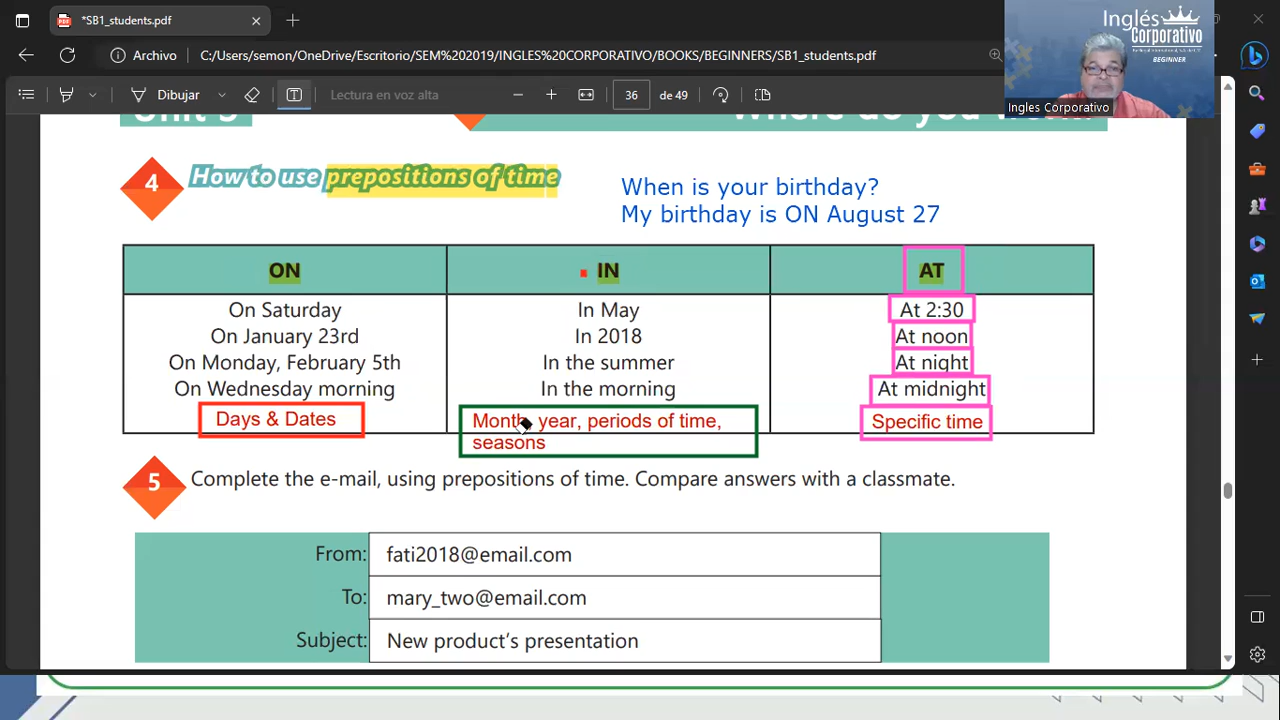 *SB1_students.pdf
Archivo
C:/Users/semon/OneDrive/Escritorio/SEM%202019/INGLES%20CORPORATIVO/BOOKS/BEGINNERS/SB1_students.pdf
Dibujar
Lectura en voz alta
36
de 49
Inglés
Corporativo
BEGINNER
Ingles Corporativo
Unit 3
Where do you
4
How to use prepositions of time
When is your birthday?
My birthday is ON August 27
ON
IN
AT
On Saturday
In May
At 2:30
On January 23rd
In 2018
At noon
On Monday, February 5th
In the summer
At night
On Wednesday morning
In the morning
At midnight
Days & Dates
Month, year, periods of time,
seasons
Specific time
5
Complete the e-mail, using prepositions of time. Compare answers with a classmate.
From:
fati2018@email.com
To:
mary_two@email.com
Subject:
New product's presentation